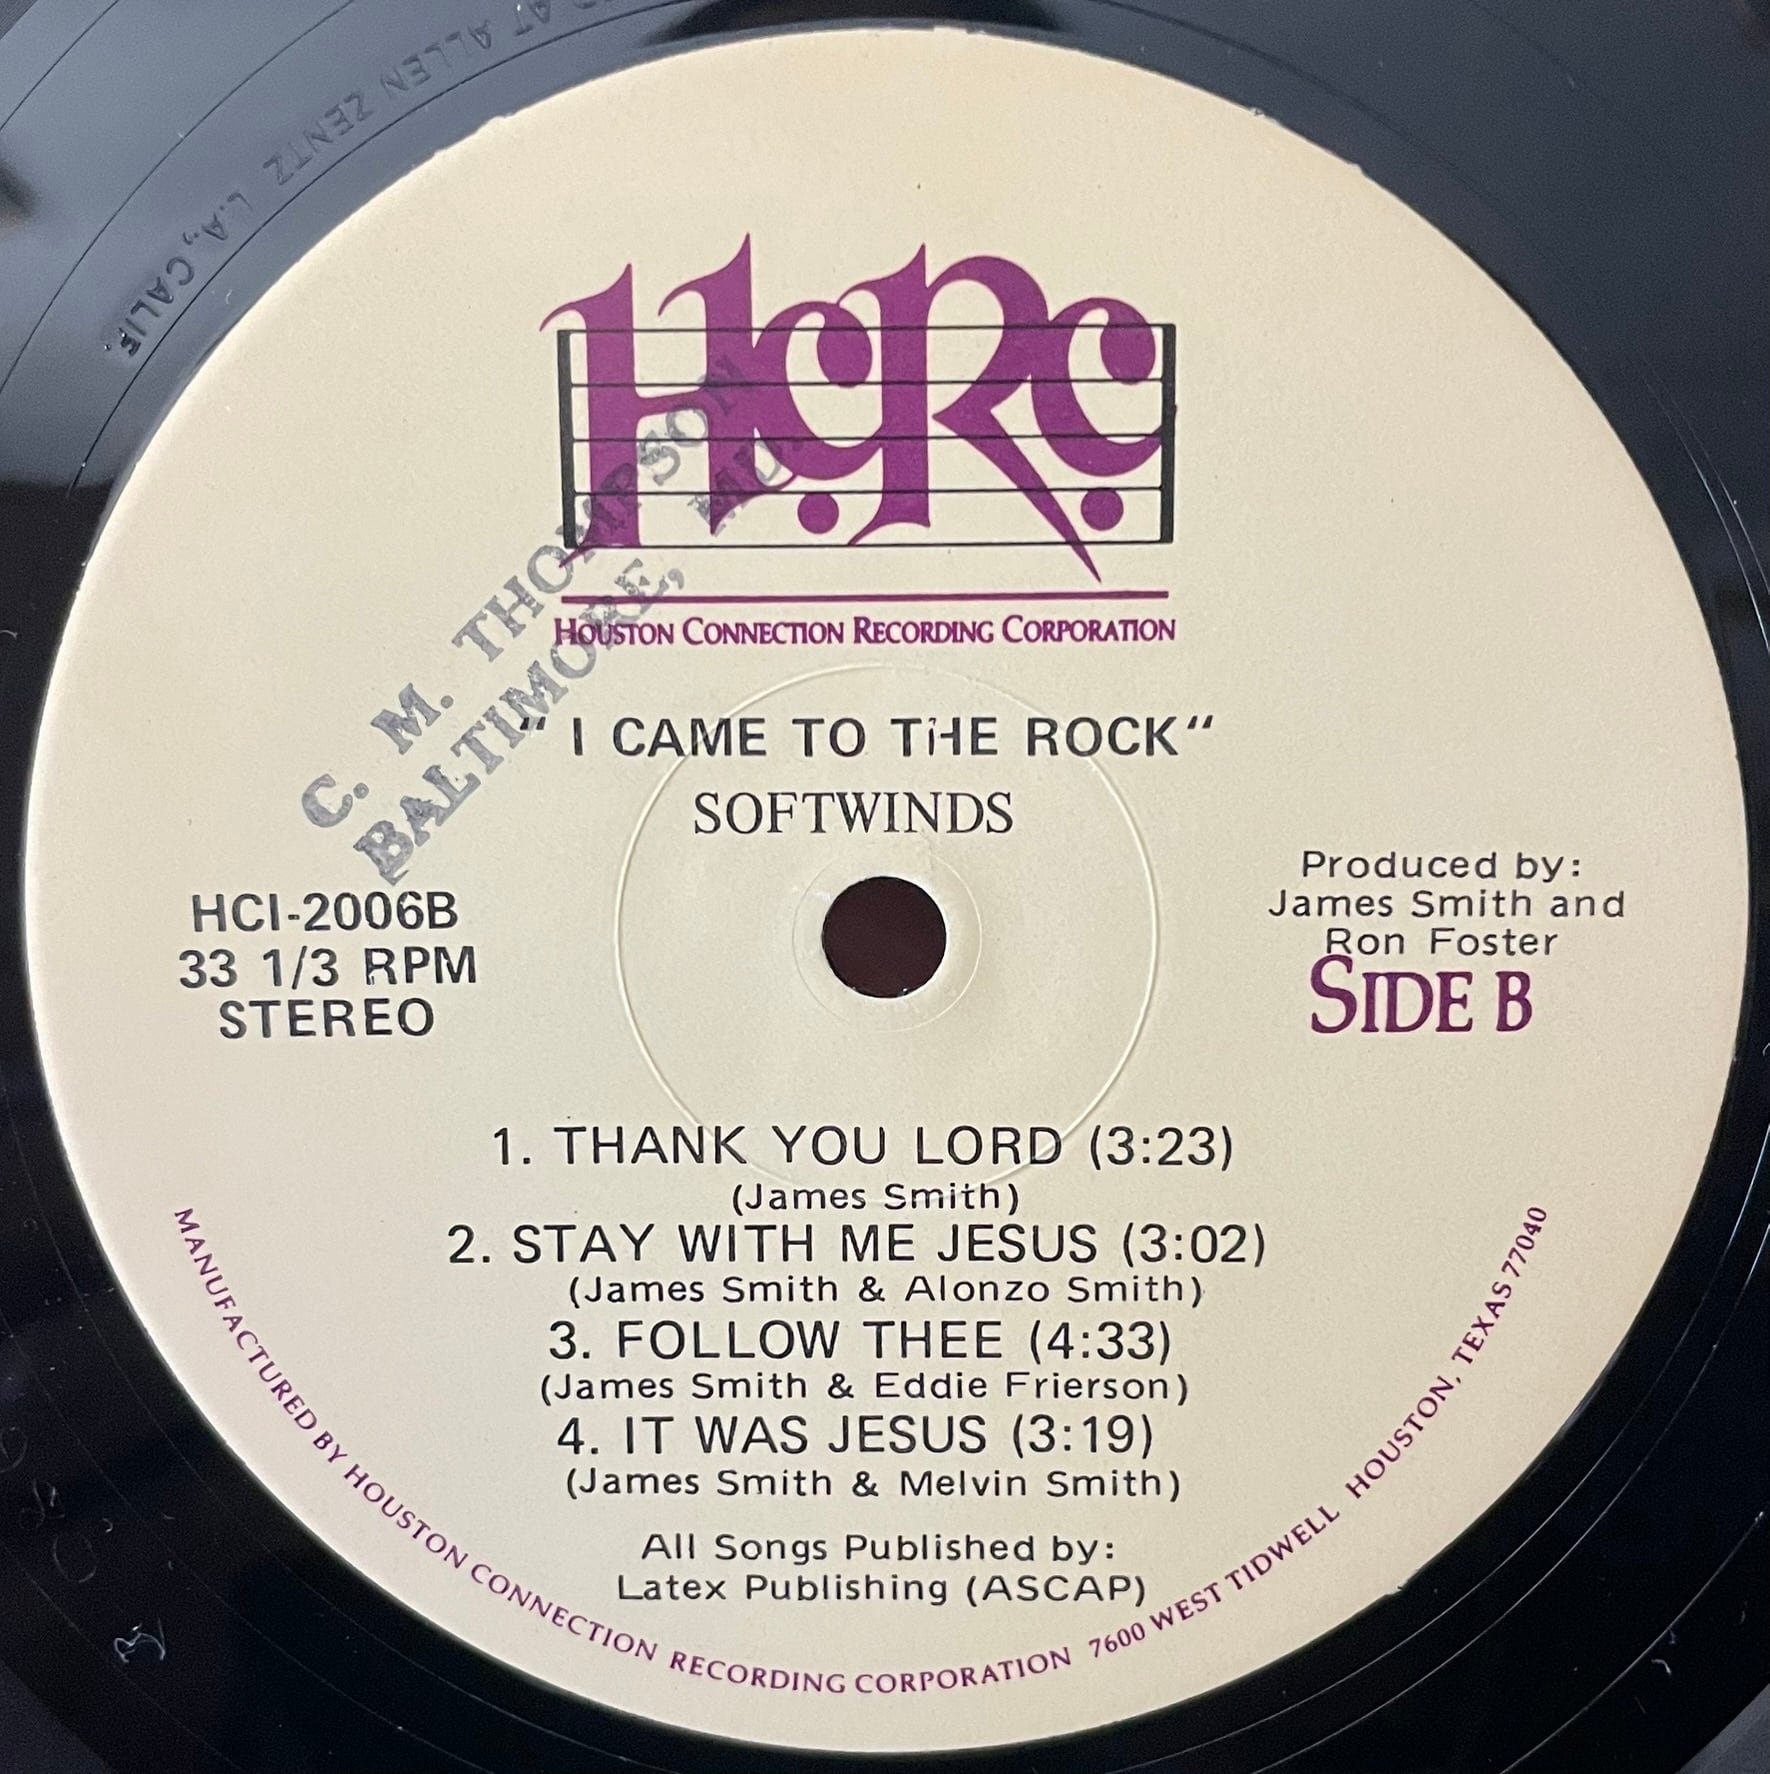 AT ALLEN ZENTZ L.A., CALIF.
H.C.R.C.
HOUSTON CONNECTION RECORDING CORPORATION
C. M. THOMPSON
BALTIMORE, MD.
" I CAME TO THE ROCK"
SOFTWINDS
HCI-2006B
33 1/3 RPM
STEREO
Produced by:
James Smith and
Ron Foster
SIDE B
1. THANK YOU LORD (3:23)
(James Smith)
2. STAY WITH ME JESUS (3:02)
(James Smith & Alonzo Smith)
3. FOLLOW THEE (4:33)
(James Smith & Eddie Frierson)
4. IT WAS JESUS (3:19)
(James Smith & Melvin Smith)
All Songs Published by:
Latex Publishing (ASCAP)
MANUFACTURED BY HOUSTON CONNECTION RECORDING CORPORATION 7600 WEST TIDWELL HOUSTON, TEXAS 77040